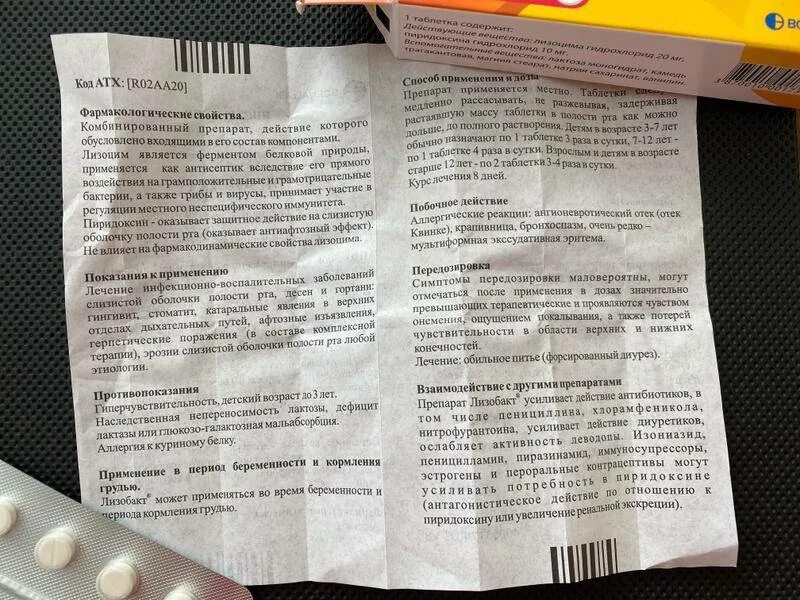 1 таблетка содержит:
Действующие вещества: лизоцима гидрохлорид 20 мг,
пиридоксина гидрохлорид 10 мг.
Вспомогательные вещества: лактоза моногидрат, камедь
трагакантовая, магния стеарат, натрия сахаринат, ванилин.
Код АТХ: [R02AA20]
Фармакологические свойства.
Комбинированный препарат, действие которого
обусловлено входящими в его состав компонентами.
Лизоцим является ферментом белковой природы,
применяется как антисептик вследствие его прямого
воздействия на грамположительные и грамотрицательные
бактерии, а также грибы и вирусы, принимает участие в
регуляции местного неспецифического иммунитета.
Пиридоксин - оказывает защитное действие на слизистую
оболочку полости рта (оказывает антиафтозный эффект).
Не влияет на фармакодинамические свойства лизоцима.
Показания к применению
Лечение инфекционно-воспалительных заболеваний
слизистой оболочки полости рта, десен и гортани:
гингивит, стоматит, катаральные явления в верхних
отделах дыхательных путей, афтозные изъязвления,
герпетические поражения (в составе комплексной
терапии), эрозии слизистой оболочки полости рта любой
этиологии.
Противопоказания
Гиперчувствительность, детский возраст до 3 лет.
Наследственная непереносимость лактозы, дефицит
лактазы или глюкозо-галактозная мальабсорбция.
Аллергия к куриному белку.
Применение в период беременности и кормления
грудью.
Лизобакт® может применяться во время беременности и
периода кормления грудью.
Способ применения и дозы
Препарат применяется местно. Таблетки
медленно рассасывать, не разжевывая, задерживая
растаявшую массу таблетки в полости рта как можно
дольше, до полного растворения. Детям в возрасте 3-7 лет
обычно назначают по 1 таблетке 3 раза в сутки, 7-12 лет -
по 1 таблетке 4 раза в сутки. Взрослым и детям в возрасте
старше 12 лет - по 2 таблетки 3-4 раза в сутки.
Курс лечения 8 дней.
Побочное действие
Аллергические реакции: ангионевротический отек (отек
Квинке), крапивница, бронхоспазм, очень редко –
мультиформная экссудативная эритема.
Передозировка
Симптомы передозировки маловероятны, могут
отмечаться после применения в дозах значительно
превышающих терапевтические и проявляются чувством
онемения, ощущением покалывания, а также потерей
чувствительности в области верхних и нижних
конечностей.
Лечение: обильное питье (форсированный диурез).
Взаимодействие с другими препаратами
Препарат Лизобакт® усиливает действие антибиотиков, в
том числе пенициллина, хлорамфеникола,
нитрофурантоина, усиливает действие диуретиков,
ослабляет активность леводопы. Изониазид,
пеницилламин, пиразинамид, иммуносупрессоры,
эстрогены и пероральные контрацептивы могут
усиливать потребность в пиридоксине
(антагонистическое действие по отношению к
пиридоксину или увеличение ренальной экскреции).